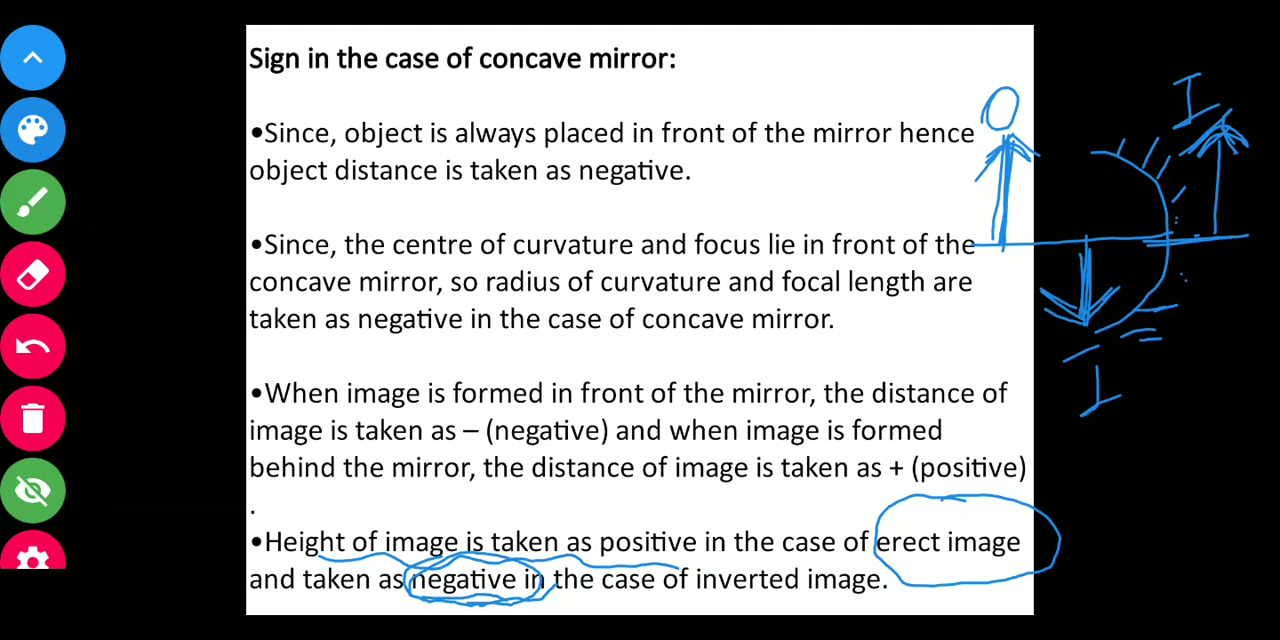 Sign in the case of concave mirror:
•Since, object is always placed in front of the mirror hence
object distance is taken as negative.
•Since, the centre of curvature and focus lie in front of the
concave mirror, so radius of curvature and focal length are
taken as negative in the case of concave mirror.
•When image is formed in front of the mirror, the distance of
image is taken as – (negative) and when image is formed
behind the mirror, the distance of image is taken as + (positive)
.
•Height of image is taken as positive in the case of erect image
and taken as negative in the case of inverted image.
O
I
I